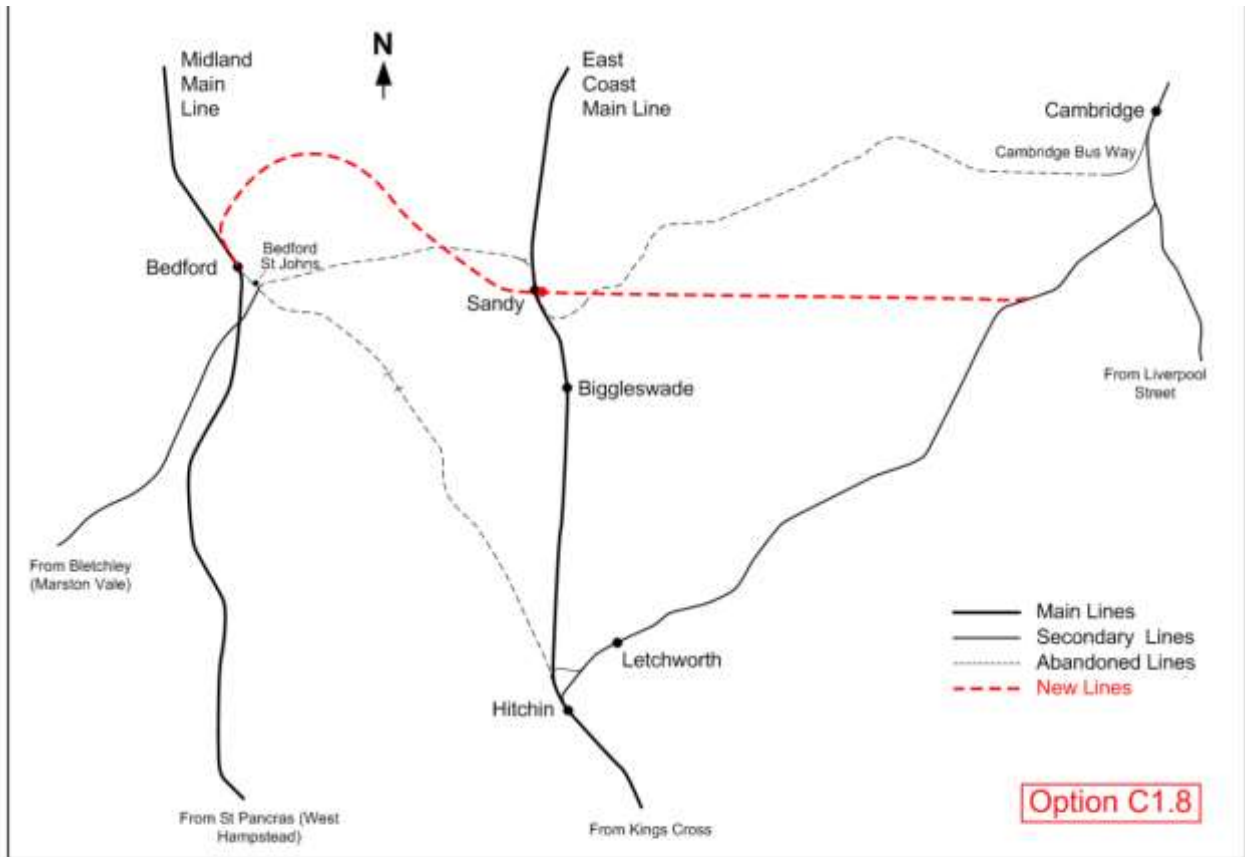 Midland
Main
Line
N
East
Coast
Main Line
Cambridge
Cambridge Bus Way
Bedford
St Johns
Bedford
Sandy
From Liverpool
Street
Biggleswade
From Bletchley
(Marston Vale)
Letchworth
Hitchin
Main Lines
Secondary Lines
Abandoned Lines
New Lines
From St Pancras (West
Hampstead)
From Kings Cross
Option C1.8